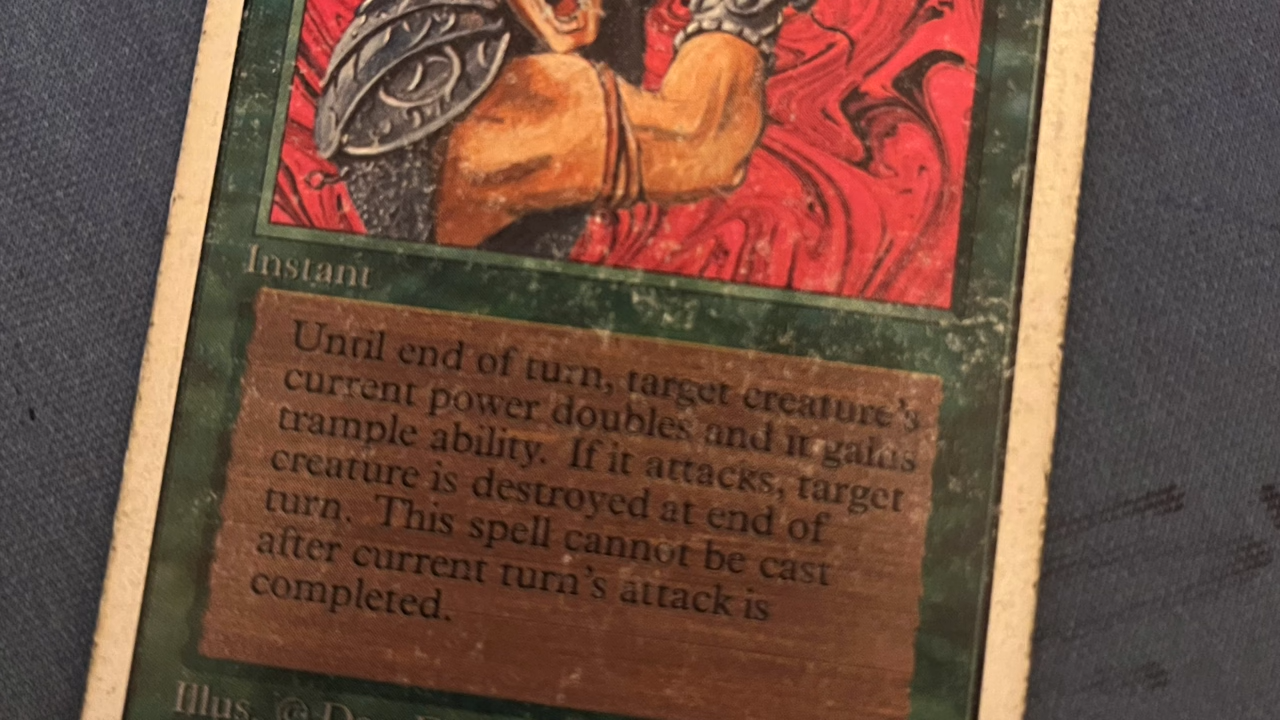 Instant
Until end of turn, target creature's
current power doubles and it gains
trample ability. If it attacks, target
creature is destroyed at end of
turn. This spell cannot be cast
after current turn's attack is
completed.
Illus. ©